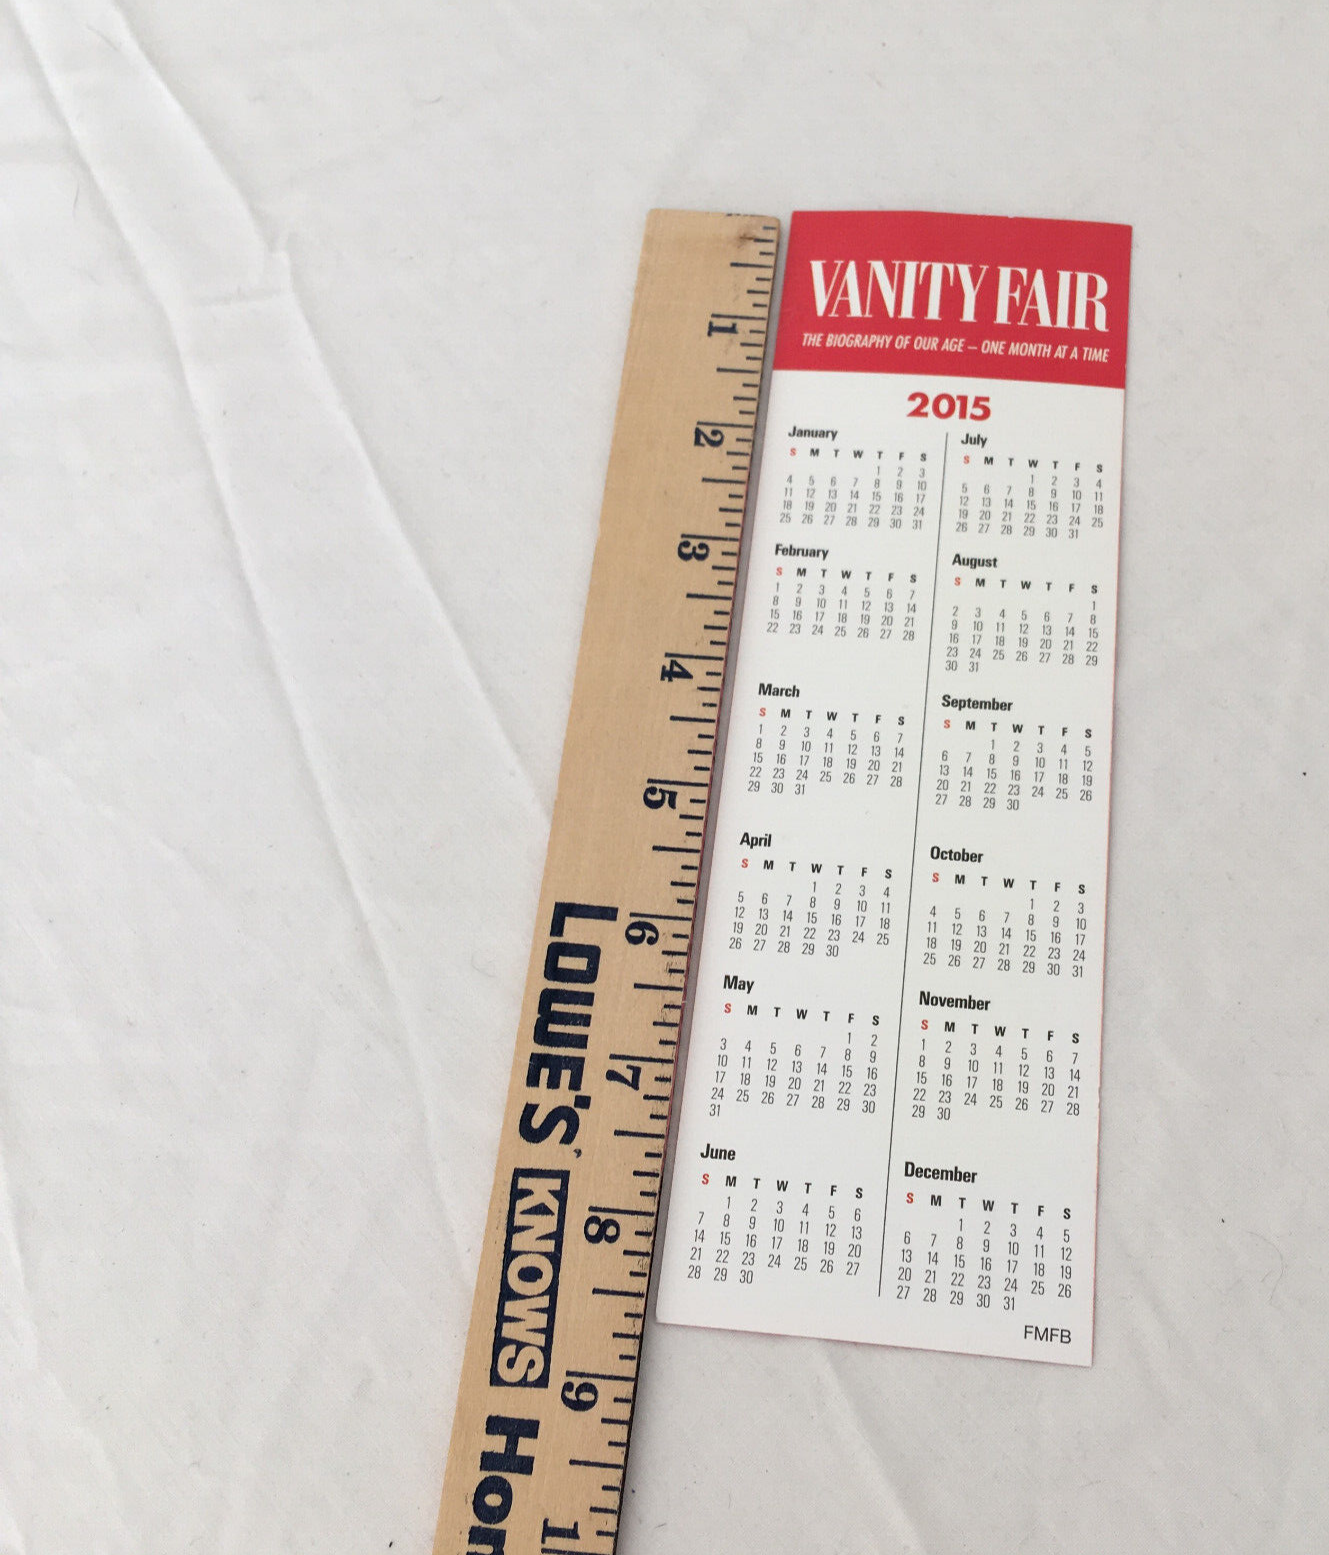 1
2
3
4
5
6
7
8
9
1
LOWE'S KNOWS Hom
VANITY FAIR
THE BIOGRAPHY OF OUR AGE – ONE MONTH AT A TIME
2015
January
S M T W T F S
1 2 3
4 5 6 7 8 9 10
11 12 13 14 15 16 17
18 19 20 21 22 23 24
25 26 27 28 29 30 31
February
S M T W T F S
1 2 3 4 5 6 7
8 9 10 11 12 13 14
15 16 17 18 19 20 21
22 23 24 25 26 27 28
March
S M T W T F S
1 2 3 4 5 6 7
8 9 10 11 12 13 14
15 16 17 18 19 20 21
22 23 24 25 26 27 28
29 30 31
April
S M T W T F S
1 2 3 4
5 6 7 8 9 10 11
12 13 14 15 16 17 18
19 20 21 22 23 24 25
26 27 28 29 30
May
S M T W T F S
1 2
3 4 5 6 7 8 9
10 11 12 13 14 15 16
17 18 19 20 21 22 23
24 25 26 27 28 29 30
31
June
S M T W T F S
1 2 3 4 5 6
7 8 9 10 11 12 13
14 15 16 17 18 19 20
21 22 23 24 25 26 27
28 29 30
July
S M T W T F S
1 2 3 4
5 6 7 8 9 10 11
12 13 14 15 16 17 18
19 20 21 22 23 24 25
26 27 28 29 30 31
August
S M T W T F S
1
2 3 4 5 6 7 8
9 10 11 12 13 14 15
16 17 18 19 20 21 22
23 24 25 26 27 28 29
30 31
September
S M T W T F S
1 2 3 4 5
6 7 8 9 10 11 12
13 14 15 16 17 18 19
20 21 22 23 24 25 26
27 28 29 30
October
S M T W T F S
1 2 3
4 5 6 7 8 9 10
11 12 13 14 15 16 17
18 19 20 21 22 23 24
25 26 27 28 29 30 31
November
S M T W T F S
1 2 3 4 5 6 7
8 9 10 11 12 13 14
15 16 17 18 19 20 21
22 23 24 25 26 27 28
29 30
December
S M T W T F S
1 2 3 4 5
6 7 8 9 10 11 12
13 14 15 16 17 18 19
20 21 22 23 24 25 26
27 28 29 30 31
FMFB